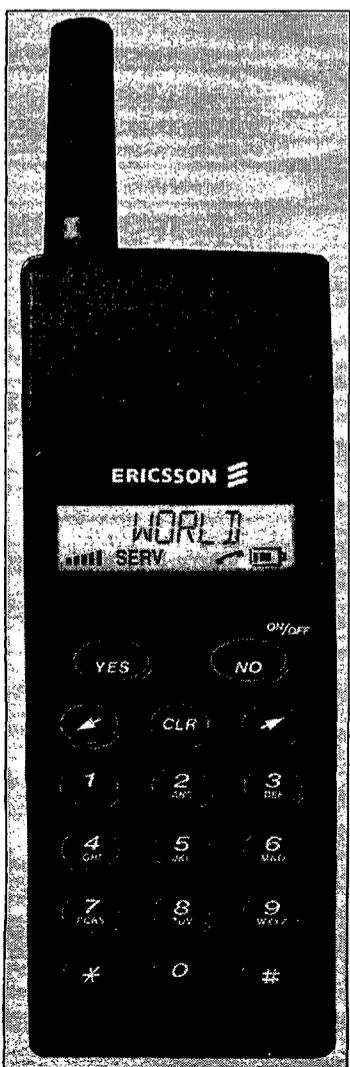 ERICSSON
WORLD
SERV
ON/OFF
YES NO
CLR
1 2 3
ABC DEF
4 5 6
GHI JKL MNO
7 8 9
TUV WXYZ
* 0 #